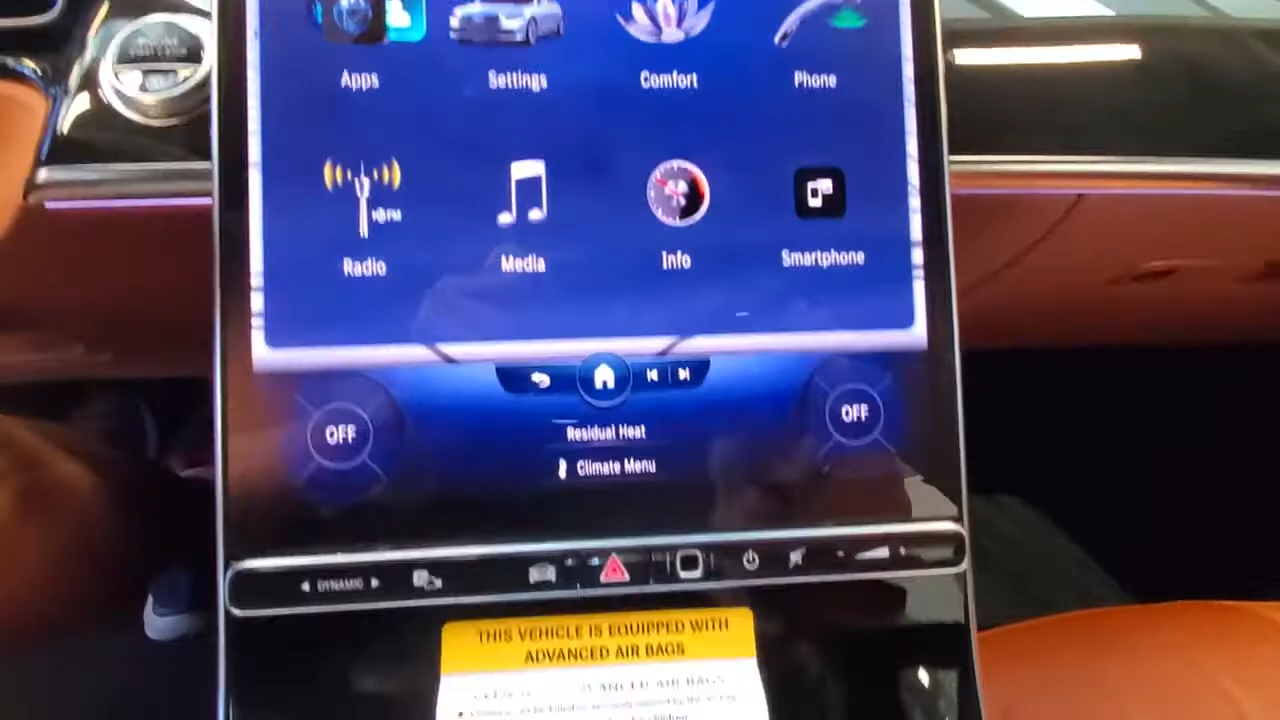 Apps
Settings
Comfort
Phone
Radio
Media
Info
Smartphone
OFF
OFF
Residual Heat
Climate Menu
DYNAMIC
THIS VEHICLE IS EQUIPPED WITH
ADVANCED AIR BAGS